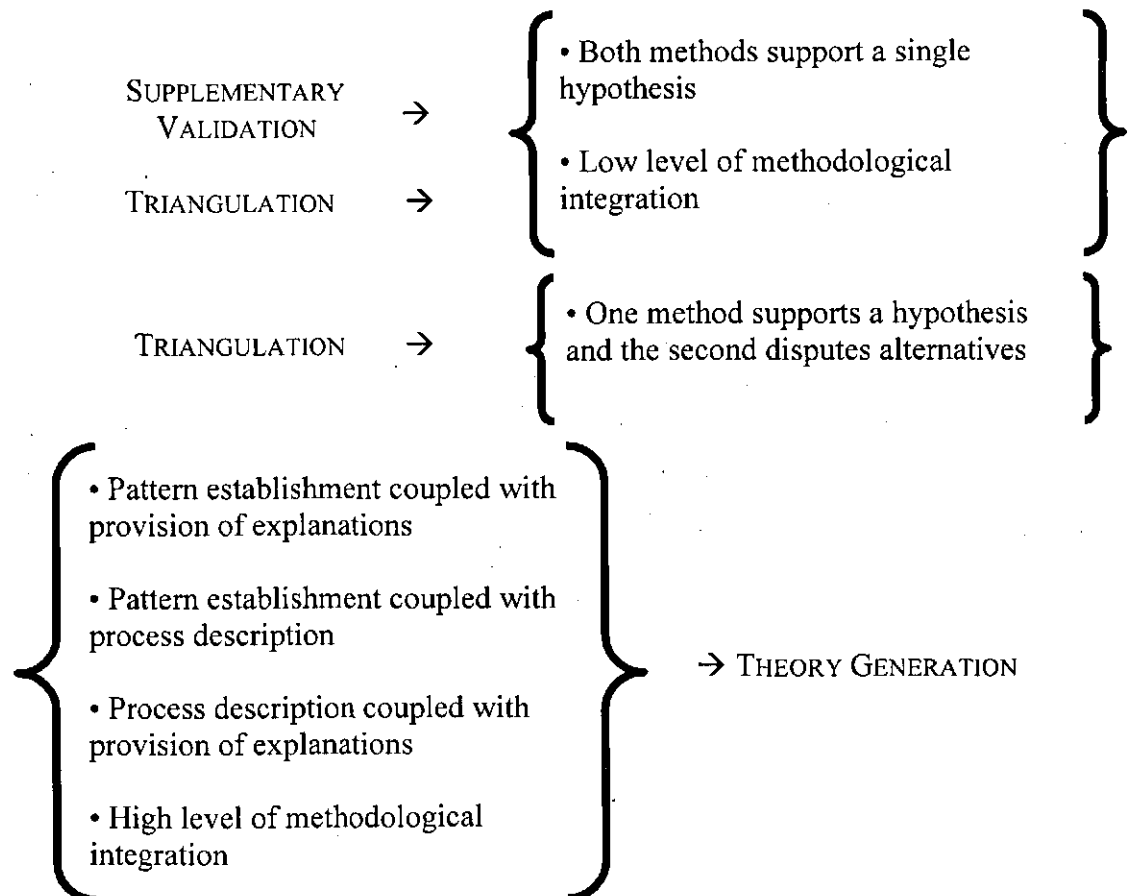 SUPPLEMENTARY
VALIDATION →
• Both methods support a single
hypothesis
• Low level of methodological
integration
TRIANGULATION →
TRIANGULATION →
• One method supports a hypothesis
and the second disputes alternatives
• Pattern establishment coupled with
provision of explanations
• Pattern establishment coupled with
process description
• Process description coupled with
provision of explanations
• High level of methodological
integration
→ THEORY GENERATION